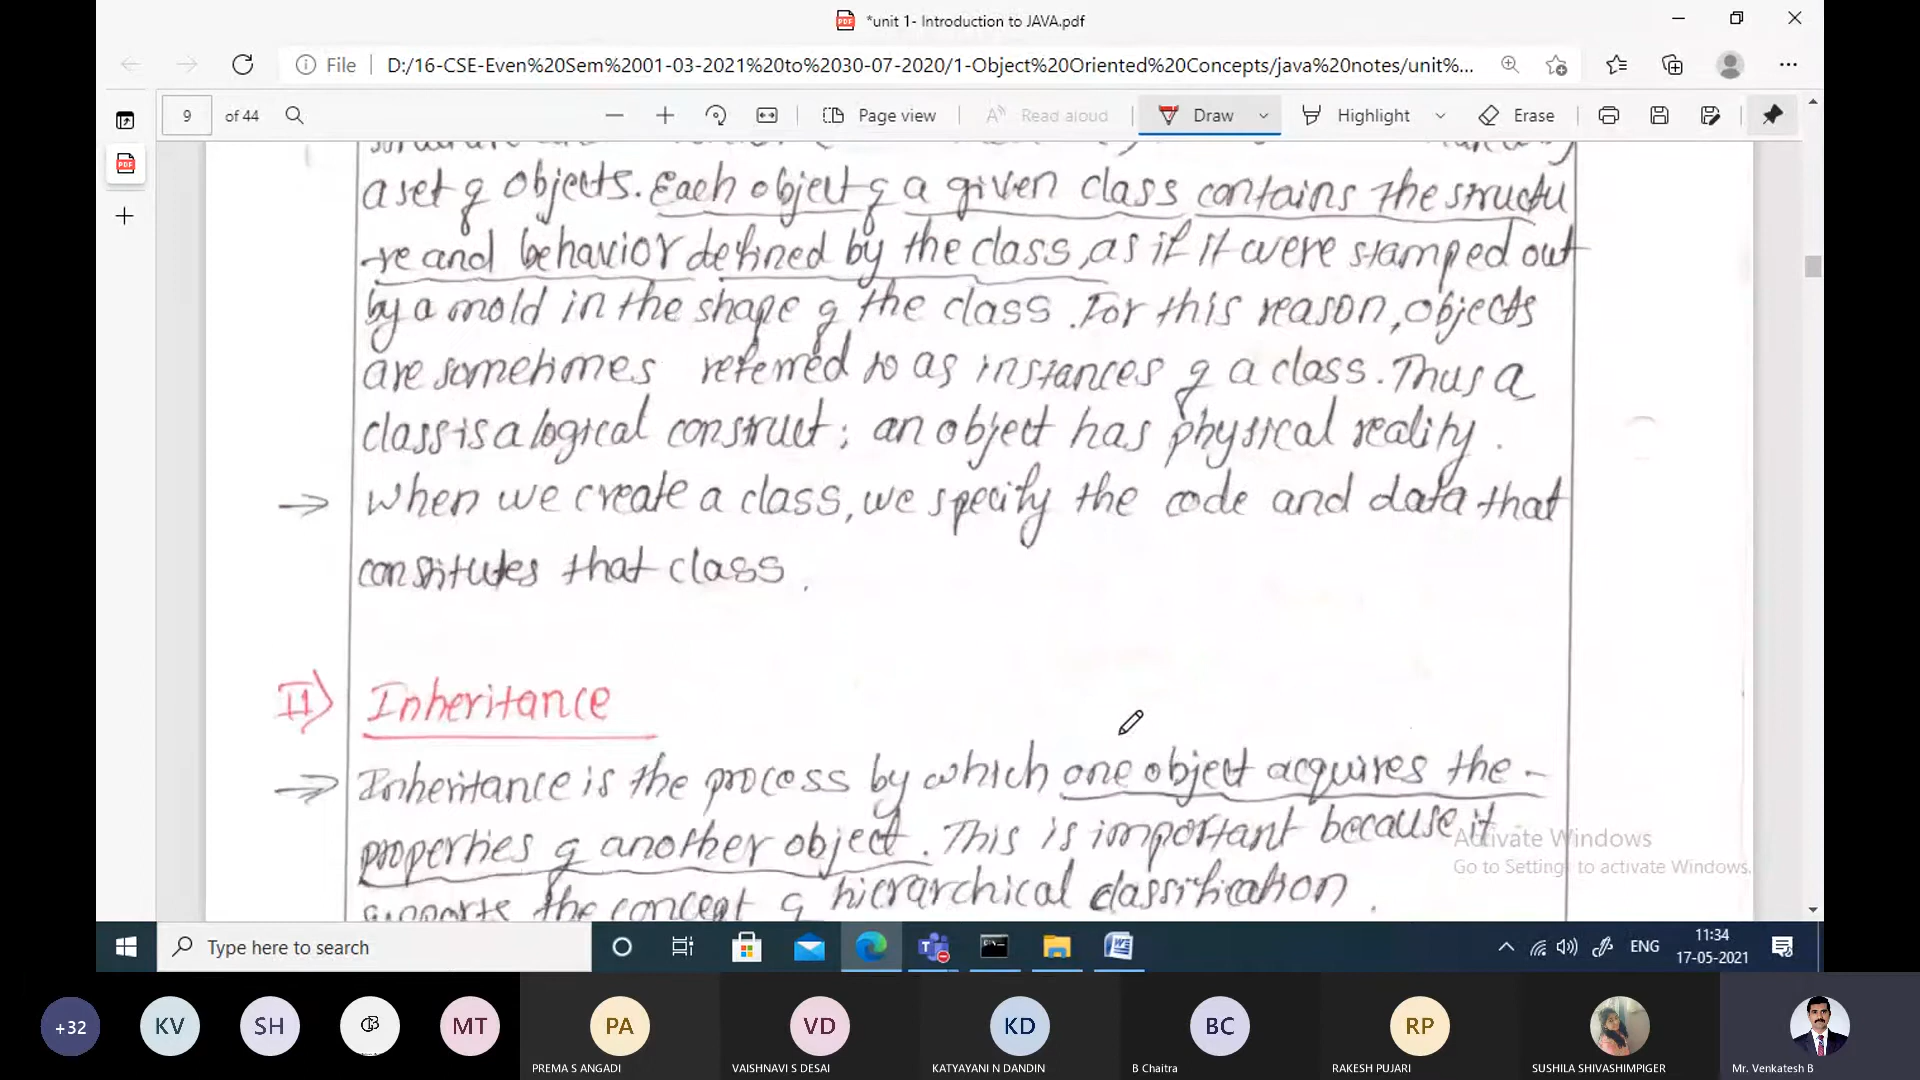 *unit 1- Introduction to JAVA.pdf
File D:/16-CSE-Even%20Sem%2001-03-2021%20to%2030-07-2020/1-Object%20Oriented%20Concepts/java%20notes/unit%...
9 of 44 Page view Read aloud Draw Highlight Erase
a set of objects. Each object of a given class contains the structu
-re and behavior defined by the class, as if it were stamped out
by a mold in the shape of the class. For this reason, objects
are sometimes referred to as instances of a class. Thus a
class is a logical construct; an object has physical reality.
When we create a class, we specify the code and data that
constitutes that class.
II) Inheritance
Inheritance is the process by which one object acquires the -
properties of another object. This is important because it
supports the concept of hierarchical classification.
Activate Windows
Go to Settings to activate Windows.
Type here to search
ENG
11:34
17-05-2021
+32 KV SH MT PA VD KD BC RP
PREMA S ANGADI VAISHNAVI S DESAI KATYAYANI N DANDIN B Chaitra RAKESH PUJARI SUSHILA SHIVASHIMPIGER Mr. Venkatesh B